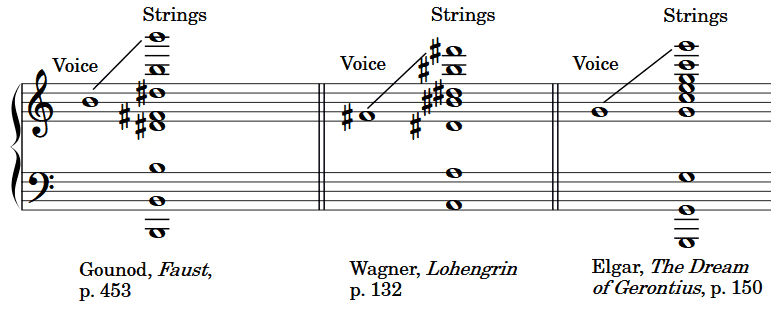 Strings
Voice
Strings
Voice
Strings
Voice
Gounod, Faust,
p. 453
Wagner, Lohengrin
p. 132
Elgar, The Dream
of Gerontius, p. 150